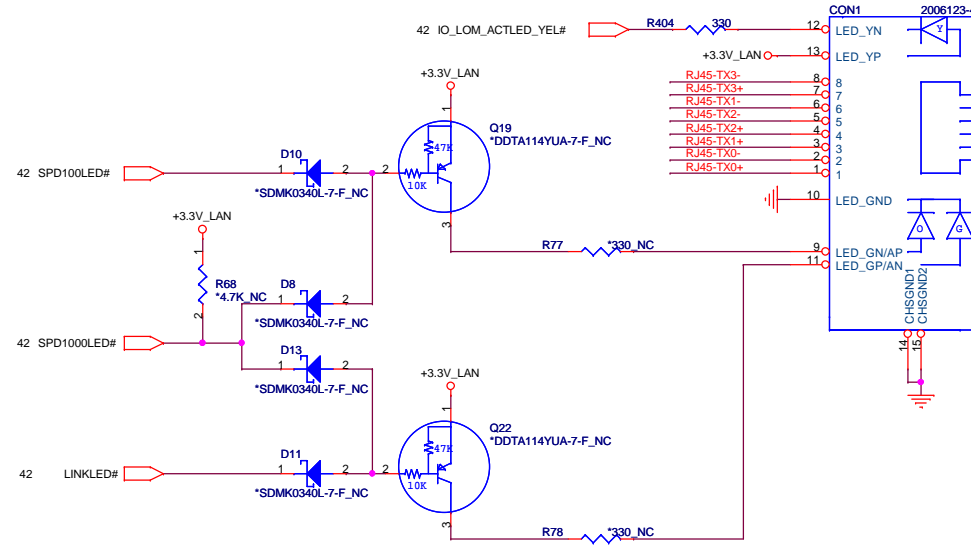 CON1
2006123-
42 IO_LOM_ACTLED_YEL#
R404
330
12
LED_YN
Y
+3.3V_LAN
13
LED_YP
+3.3V_LAN
1
RJ45-TX3-
8
8
RJ45-TX3+
7
7
RJ45-TX1-
6
6
RJ45-TX2-
5
5
RJ45-TX2+
4
4
RJ45-TX1+
3
3
RJ45-TX0-
2
2
RJ45-TX0+
1
1
Q19
*DDTA114YUA-7-F_NC
47K
10K
D10
42 SPD100LED#
1
2
2
*SDMK0340L-7-F_NC
10
LED_GND
3
+3.3V_LAN
1
O
G
R77
*330_NC
9
LED_GN/AP
11
LED_GP/AN
R68
*4.7K_NC
2
D8
1
2
*SDMK0340L-7-F_NC
CHSGND1
CHSGND2
14
15
42 SPD1000LED#
D13
1
2
*SDMK0340L-7-F_NC
+3.3V_LAN
1
Q22
*DDTA114YUA-7-F_NC
47K
10K
D11
42 LINKLED#
1
2
2
*SDMK0340L-7-F_NC
3
R78
*330_NC